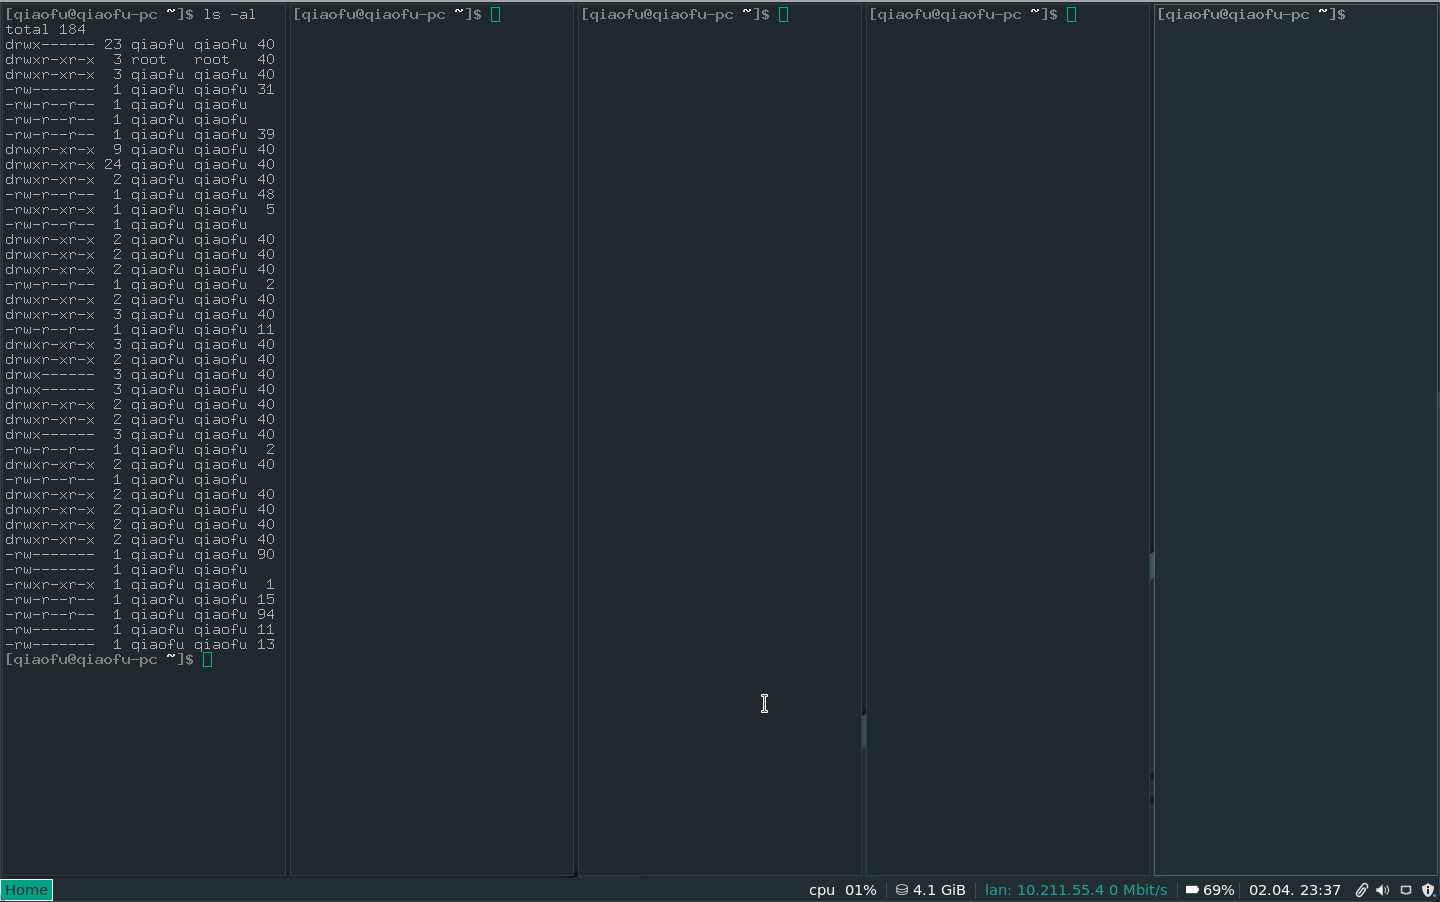 [qiaofu@qiaofu-pc ~]$ ls -al
total 184
drwx------ 23 qiaofu qiaofu 40
drwxr-xr-x  3 root   root   40
drwxr-xr-x  3 qiaofu qiaofu 40
-rw-------  1 qiaofu qiaofu 31
-rw-r--r--  1 qiaofu qiaofu
-rw-r--r--  1 qiaofu qiaofu
-rw-r--r--  1 qiaofu qiaofu 39
drwxr-xr-x  9 qiaofu qiaofu 40
drwxr-xr-x 24 qiaofu qiaofu 40
drwxr-xr-x  2 qiaofu qiaofu 40
-rw-r--r--  1 qiaofu qiaofu 48
-rwxr-xr-x  1 qiaofu qiaofu  5
-rw-r--r--  1 qiaofu qiaofu
drwxr-xr-x  2 qiaofu qiaofu 40
drwxr-xr-x  2 qiaofu qiaofu 40
drwxr-xr-x  2 qiaofu qiaofu 40
-rw-r--r--  1 qiaofu qiaofu  2
drwxr-xr-x  2 qiaofu qiaofu 40
drwxr-xr-x  3 qiaofu qiaofu 40
-rw-r--r--  1 qiaofu qiaofu 11
drwxr-xr-x  3 qiaofu qiaofu 40
drwxr-xr-x  2 qiaofu qiaofu 40
drwx------  3 qiaofu qiaofu 40
drwx------  3 qiaofu qiaofu 40
drwxr-xr-x  2 qiaofu qiaofu 40
drwxr-xr-x  2 qiaofu qiaofu 40
drwx------  3 qiaofu qiaofu 40
-rw-r--r--  1 qiaofu qiaofu  2
drwxr-xr-x  2 qiaofu qiaofu 40
-rw-r--r--  1 qiaofu qiaofu
drwxr-xr-x  2 qiaofu qiaofu 40
drwxr-xr-x  2 qiaofu qiaofu 40
drwxr-xr-x  2 qiaofu qiaofu 40
drwxr-xr-x  2 qiaofu qiaofu 40
-rw-------  1 qiaofu qiaofu 90
-rw-------  1 qiaofu qiaofu
-rwxr-xr-x  1 qiaofu qiaofu  1
-rw-r--r--  1 qiaofu qiaofu 15
-rw-r--r--  1 qiaofu qiaofu 94
-rw-------  1 qiaofu qiaofu 11
-rw-------  1 qiaofu qiaofu 13
[qiaofu@qiaofu-pc ~]$
[qiaofu@qiaofu-pc ~]$
[qiaofu@qiaofu-pc ~]$
[qiaofu@qiaofu-pc ~]$
[qiaofu@qiaofu-pc ~]$
Home
cpu 01% 4.1 GiB lan: 10.211.55.4 0 Mbit/s 69% 02.04. 23:37